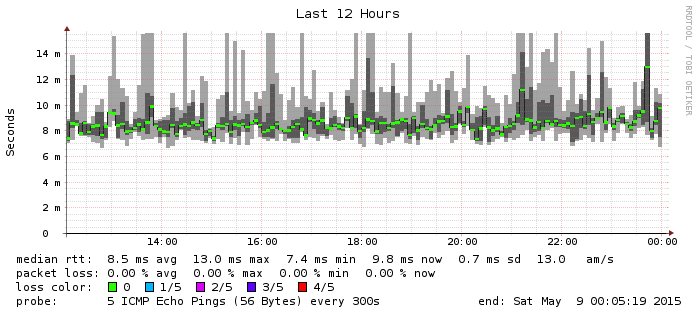 Last 12 Hours
RRDTOOL / TOBI OETIKER
Seconds
14 m
12 m
10 m
8 m
6 m
4 m
2 m
0
14:00 16:00 18:00 20:00 22:00 00:00
median rtt: 8.5 ms avg 13.0 ms max 7.4 ms min 9.8 ms now 0.7 ms sd 13.0 am/s
packet loss: 0.00 % avg 0.00 % max 0.00 % min 0.00 % now
loss color: 0 1/5 2/5 3/5 4/5
probe: 5 ICMP Echo Pings (56 Bytes) every 300s end: Sat May 9 00:05:19 2015